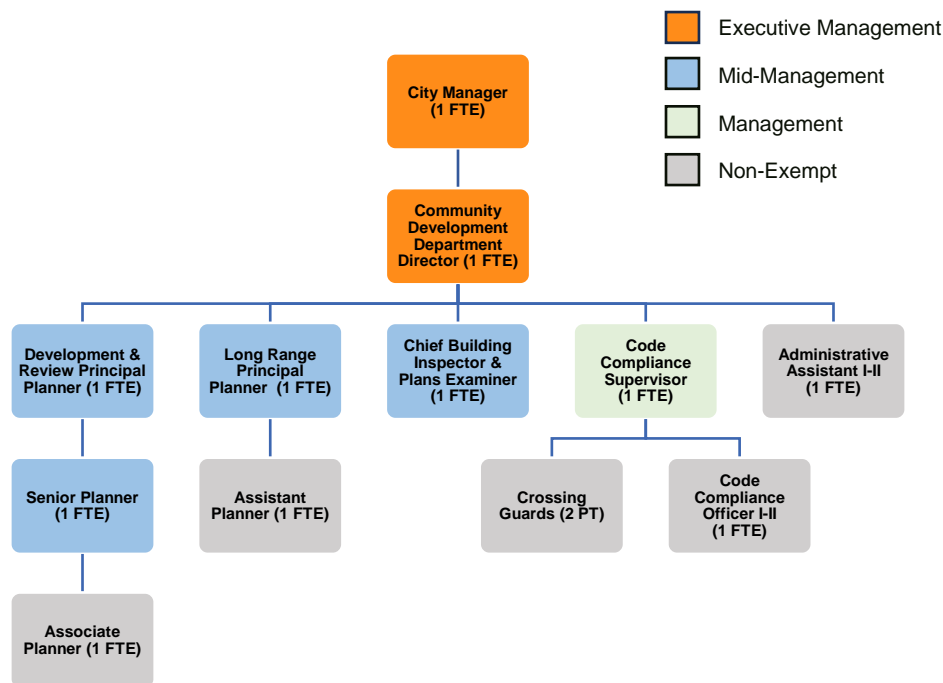 Executive Management
Mid-Management
Management
Non-Exempt
City Manager
(1 FTE)
Community
Development
Department
Director (1 FTE)
Development &
Review Principal
Planner (1 FTE)
Long Range
Principal
Planner (1 FTE)
Chief Building
Inspector &
Plans Examiner
(1 FTE)
Code
Compliance
Supervisor
(1 FTE)
Administrative
Assistant I-II
(1 FTE)
Senior Planner
(1 FTE)
Assistant
Planner (1 FTE)
Crossing
Guards (2 PT)
Code
Compliance
Officer I-II
(1 FTE)
Associate
Planner (1 FTE)